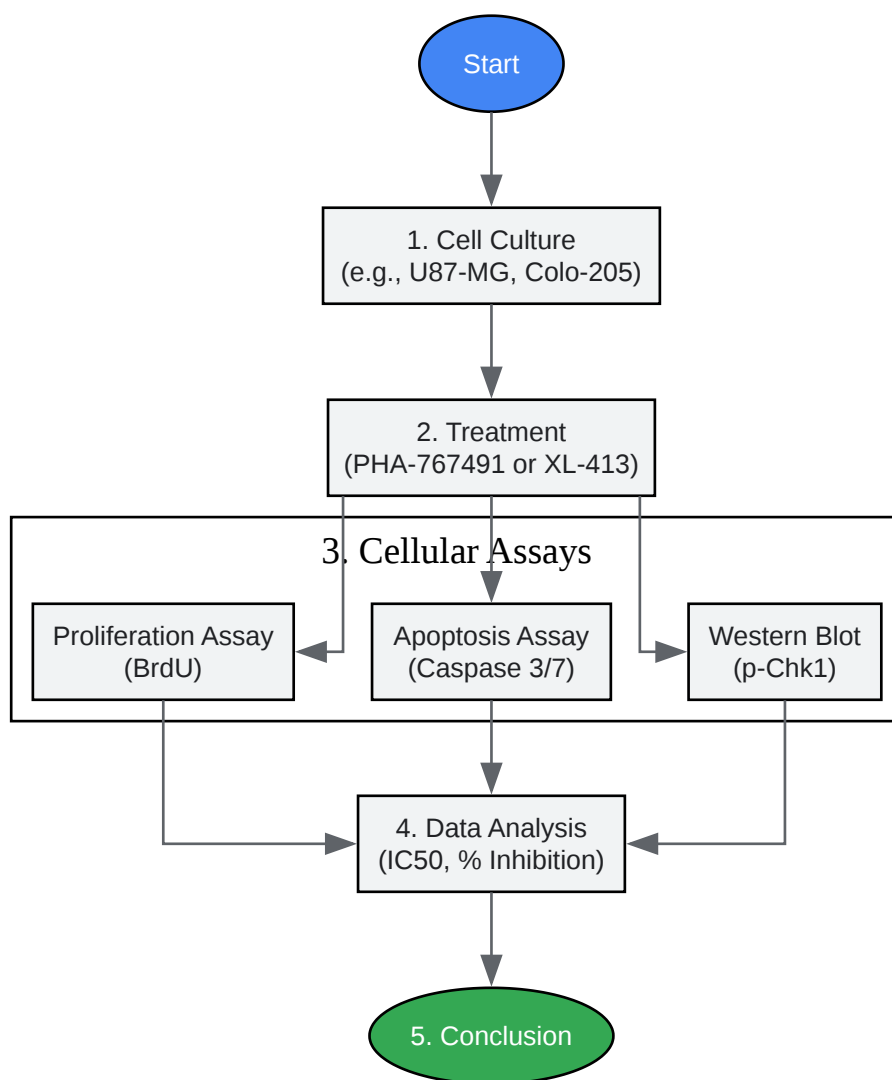 Start
1. Cell Culture
(e.g., U87-MG, Colo-205)
2. Treatment
(PHA-767491 or XL-413)
3. Cellular Assays
Proliferation Assay
(BrdU)
Apoptosis Assay
(Caspase 3/7)
Western Blot
(p-Chk1)
4. Data Analysis
(IC50, % Inhibition)
5. Conclusion